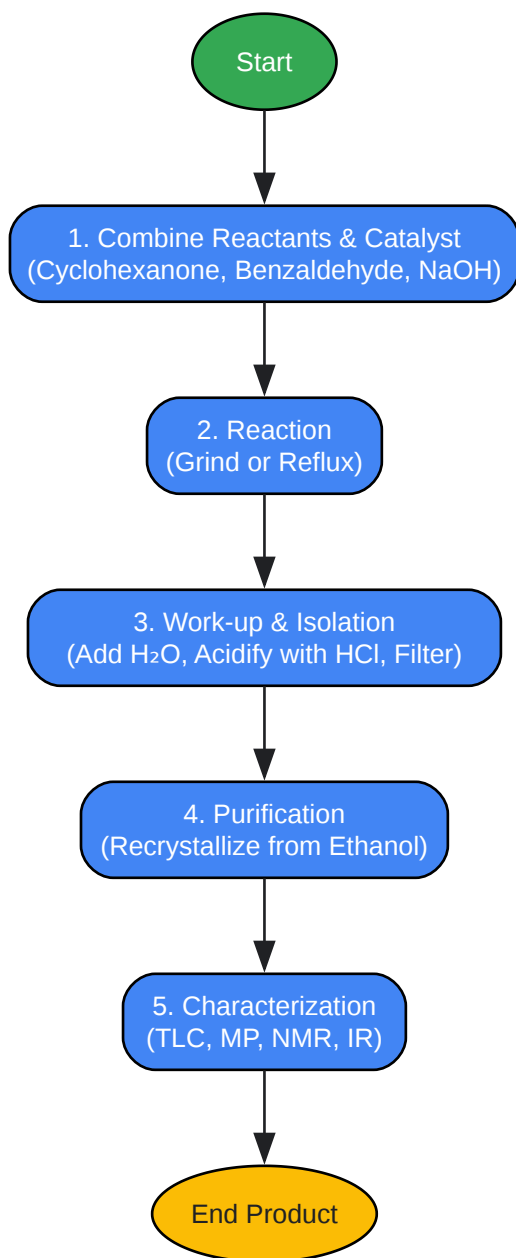 Start
1. Combine Reactants & Catalyst
(Cyclohexanone, Benzaldehyde, NaOH)
2. Reaction
(Grind or Reflux)
3. Work-up & Isolation
(Add H₂O, Acidify with HCl, Filter)
4. Purification
(Recrystallize from Ethanol)
5. Characterization
(TLC, MP, NMR, IR)
End Product